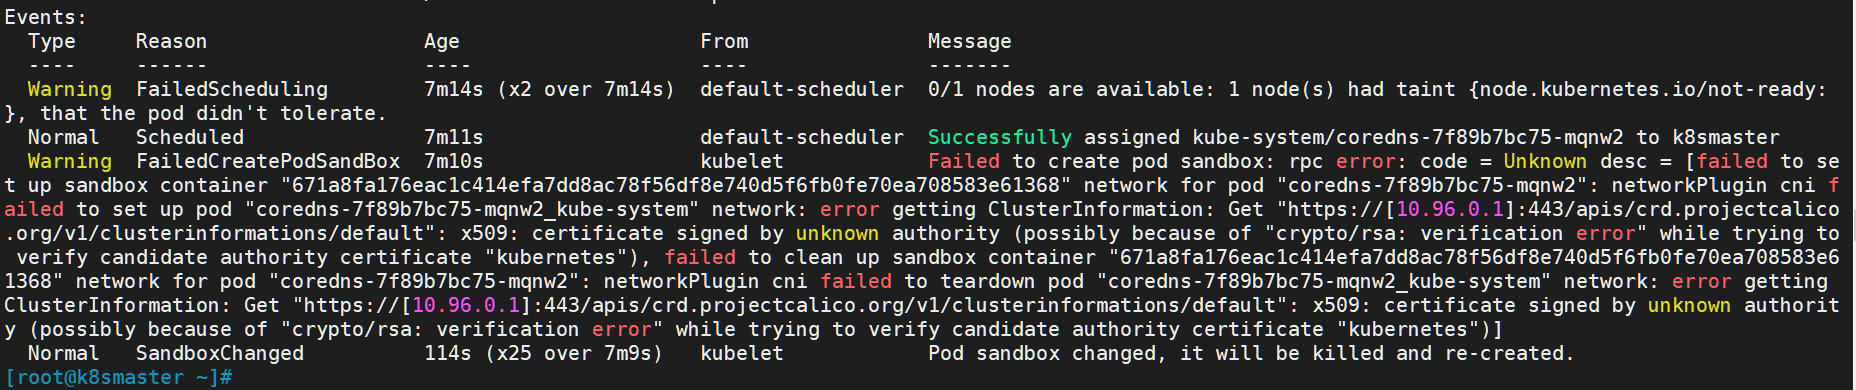 Events:
  Type     Reason                  Age                    From               Message
  ----     ------                  ----                   ----               -------
  Warning  FailedScheduling        7m14s (x2 over 7m14s)  default-scheduler  0/1 nodes are available: 1 node(s) had taint {node.kubernetes.io/not-ready:
}, that the pod didn't tolerate.
  Normal   Scheduled               7m11s                  default-scheduler  Successfully assigned kube-system/coredns-7f89b7bc75-mqnw2 to k8smaster
  Warning  FailedCreatePodSandBox  7m10s                  kubelet            Failed to create pod sandbox: rpc error: code = Unknown desc = [failed to se
t up sandbox container "671a8fa176eac1c414efa7dd8ac78f56df8e740d5f6fb0fe70ea708583e61368" network for pod "coredns-7f89b7bc75-mqnw2": networkPlugin cni f
ailed to set up pod "coredns-7f89b7bc75-mqnw2_kube-system" network: error getting ClusterInformation: Get "https://[10.96.0.1]:443/apis/crd.projectcalico
.org/v1/clusterinformations/default": x509: certificate signed by unknown authority (possibly because of "crypto/rsa: verification error" while trying to
 verify candidate authority certificate "kubernetes"), failed to clean up sandbox container "671a8fa176eac1c414efa7dd8ac78f56df8e740d5f6fb0fe70ea708583e6
1368" network for pod "coredns-7f89b7bc75-mqnw2": networkPlugin cni failed to teardown pod "coredns-7f89b7bc75-mqnw2_kube-system" network: error getting
ClusterInformation: Get "https://[10.96.0.1]:443/apis/crd.projectcalico.org/v1/clusterinformations/default": x509: certificate signed by unknown authorit
y (possibly because of "crypto/rsa: verification error" while trying to verify candidate authority certificate "kubernetes")]
  Normal   SandboxChanged          114s (x25 over 7m9s)   kubelet            Pod sandbox changed, it will be killed and re-created.
[root@k8smaster ~]#